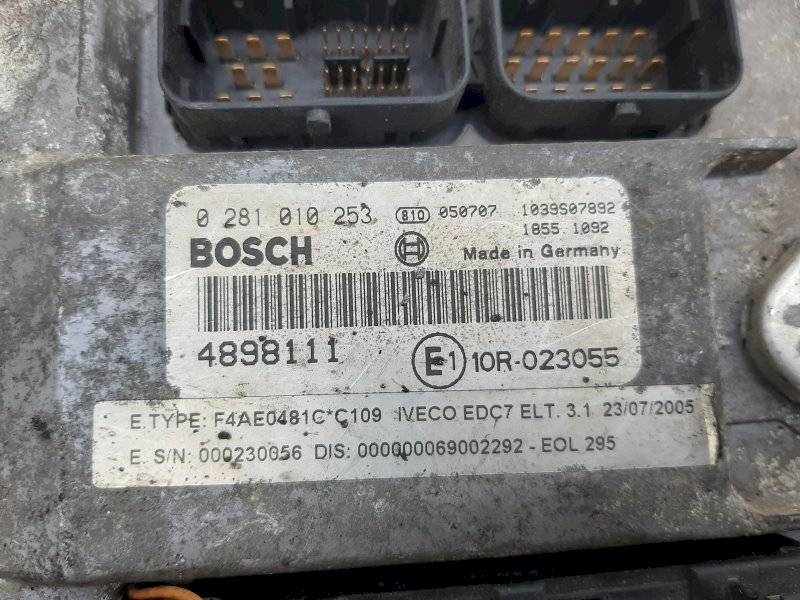 0 281 010 253 810 050707 1039S07892
1855 1092
BOSCH Made in Germany
4898111 E1 10R-023055
E.TYPE: F4AE0481C*C109 IVECO EDC7 ELT. 3.1 23/07/2005
E. S/N: 000230056 DIS: 000000069002292 - EOL 295